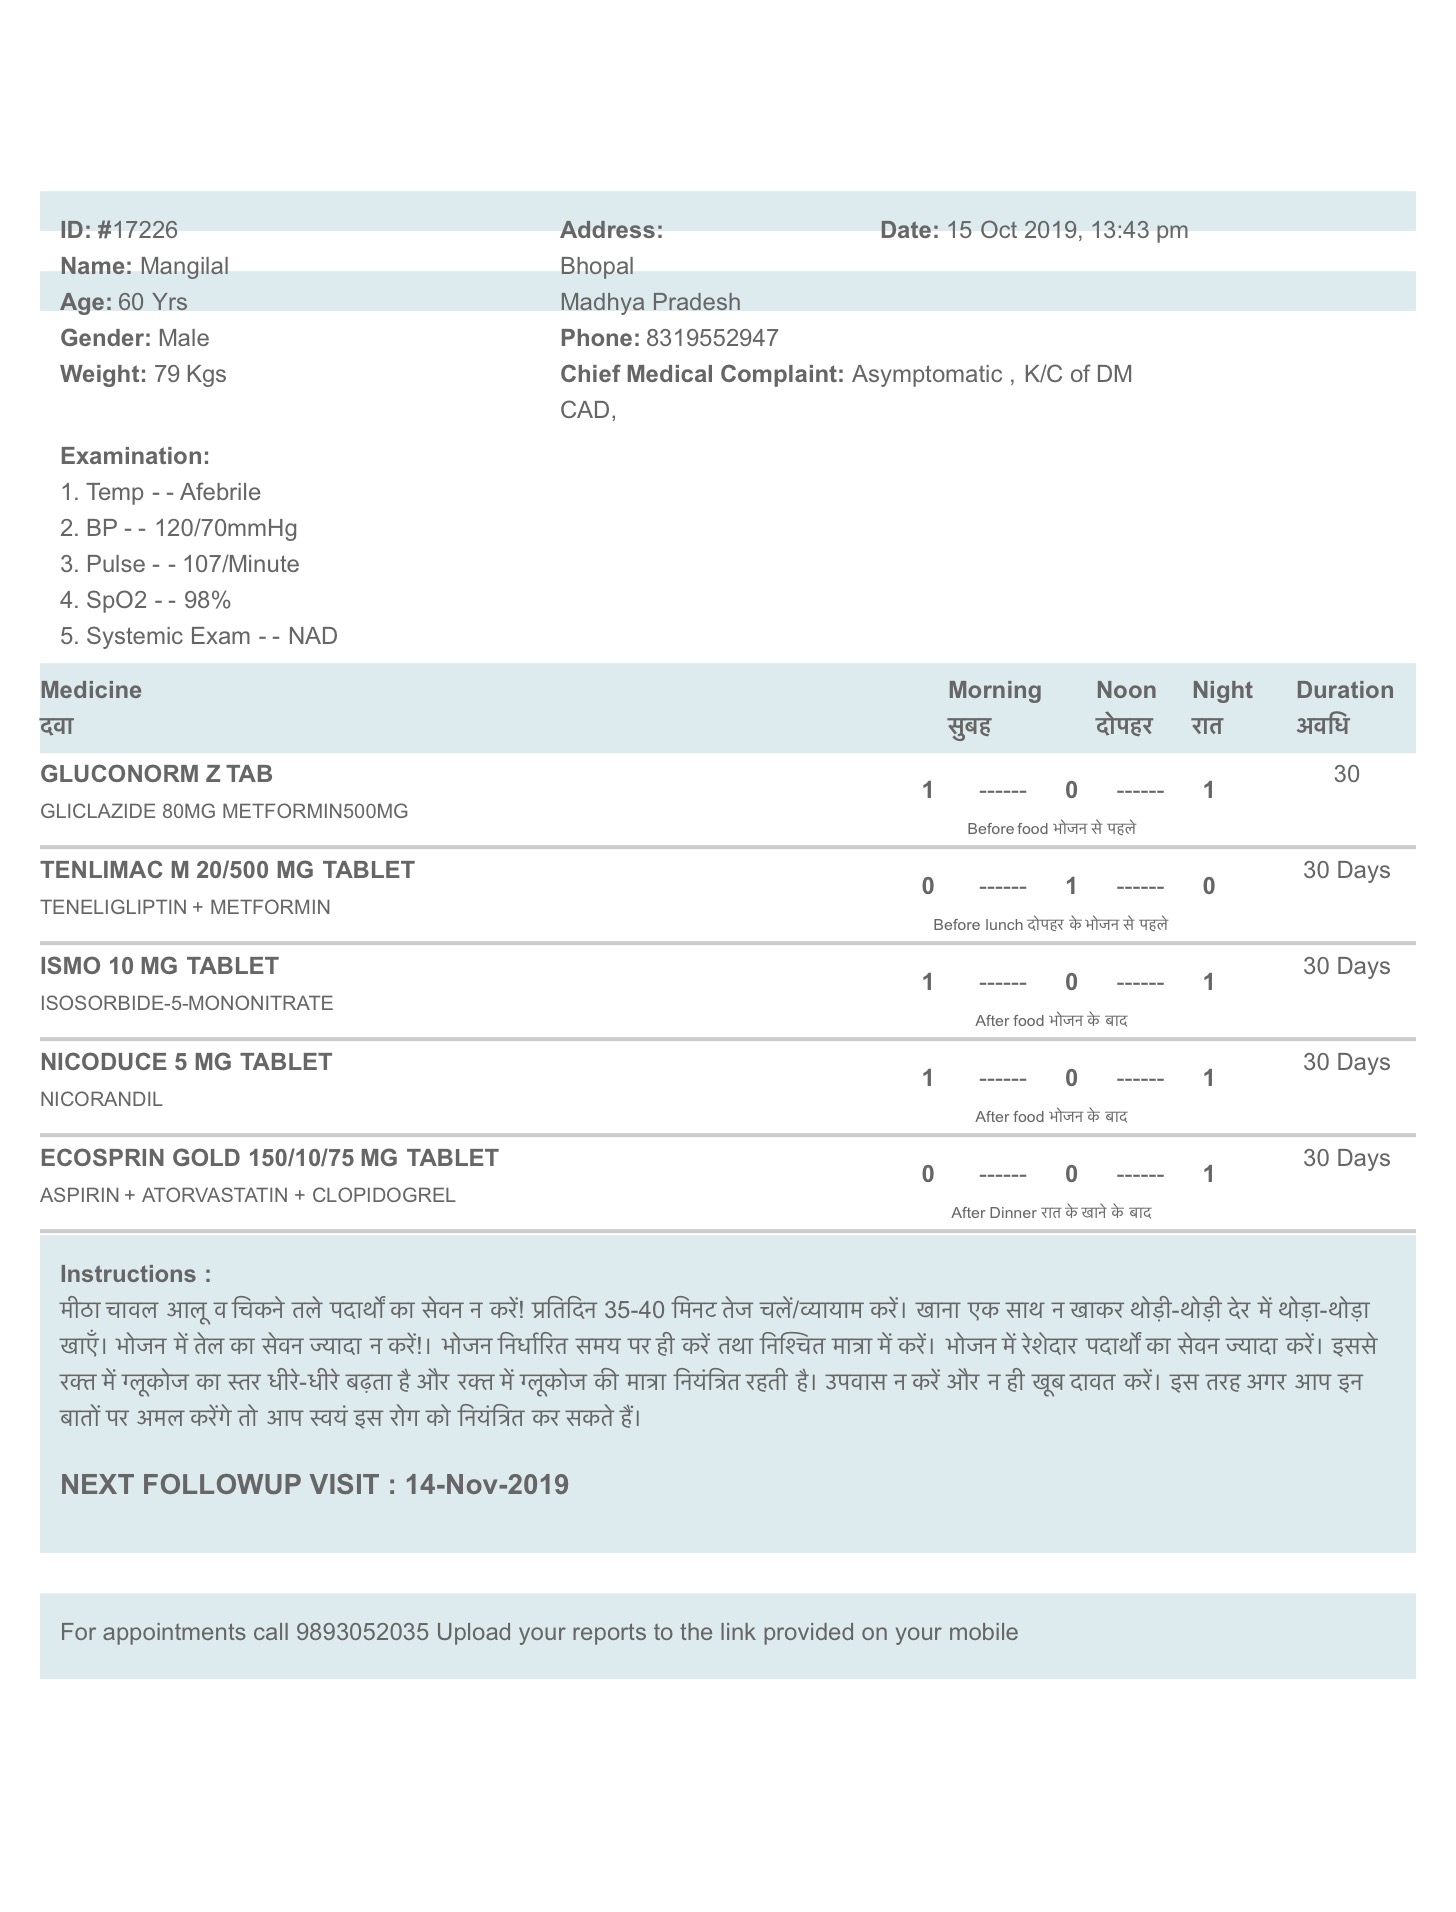 ID: #17226 Address: Date: 15 Oct 2019, 13:43 pm
Name: Mangilal Bhopal
Age: 60 Yrs Madhya Pradesh
Gender: Male Phone: 8319552947
Weight: 79 Kgs Chief Medical Complaint: Asymptomatic , K/C of DM
CAD,
Examination:
1. Temp - - Afebrile
2. BP - - 120/70mmHg
3. Pulse - - 107/Minute
4. SpO2 - - 98%
5. Systemic Exam - - NAD
Medicine Morning Noon Night Duration
दवा सुबह दोपहर रात अवधि
GLUCONORM Z TAB 30
1 ------ 0 ------ 1
GLICLAZIDE 80MG METFORMIN500MG
Before food भोजन से पहले
TENLIMAC M 20/500 MG TABLET 30 Days
0 ------ 1 ------ 0
TENELIGLIPTIN + METFORMIN
Before lunch दोपहर के भोजन से पहले
ISMO 10 MG TABLET 30 Days
1 ------ 0 ------ 1
ISOSORBIDE-5-MONONITRATE
After food भोजन के बाद
NICODUCE 5 MG TABLET 30 Days
1 ------ 0 ------ 1
NICORANDIL
After food भोजन के बाद
ECOSPRIN GOLD 150/10/75 MG TABLET 30 Days
0 ------ 0 ------ 1
ASPIRIN + ATORVASTATIN + CLOPIDOGREL
After Dinner रात के खाने के बाद
Instructions :
मीठा चावल आलू व चिकने तले पदार्थों का सेवन न करें! प्रतिदिन 35-40 मिनट तेज चलें/व्यायाम करें। खाना एक साथ न खाकर थोड़ी-थोड़ी देर में थोड़ा-थोड़ा
खाएँ। भोजन में तेल का सेवन ज्यादा न करें!। भोजन निर्धारित समय पर ही करें तथा निश्चित मात्रा में करें। भोजन में रेशेदार पदार्थों का सेवन ज्यादा करें। इससे
रक्त में ग्लूकोज का स्तर धीरे-धीरे बढ़ता है और रक्त में ग्लूकोज की मात्रा नियंत्रित रहती है। उपवास न करें और न ही खूब दावत करें। इस तरह अगर आप इन
बातों पर अमल करेंगे तो आप स्वयं इस रोग को नियंत्रित कर सकते हैं।
NEXT FOLLOWUP VISIT : 14-Nov-2019
For appointments call 9893052035 Upload your reports to the link provided on your mobile